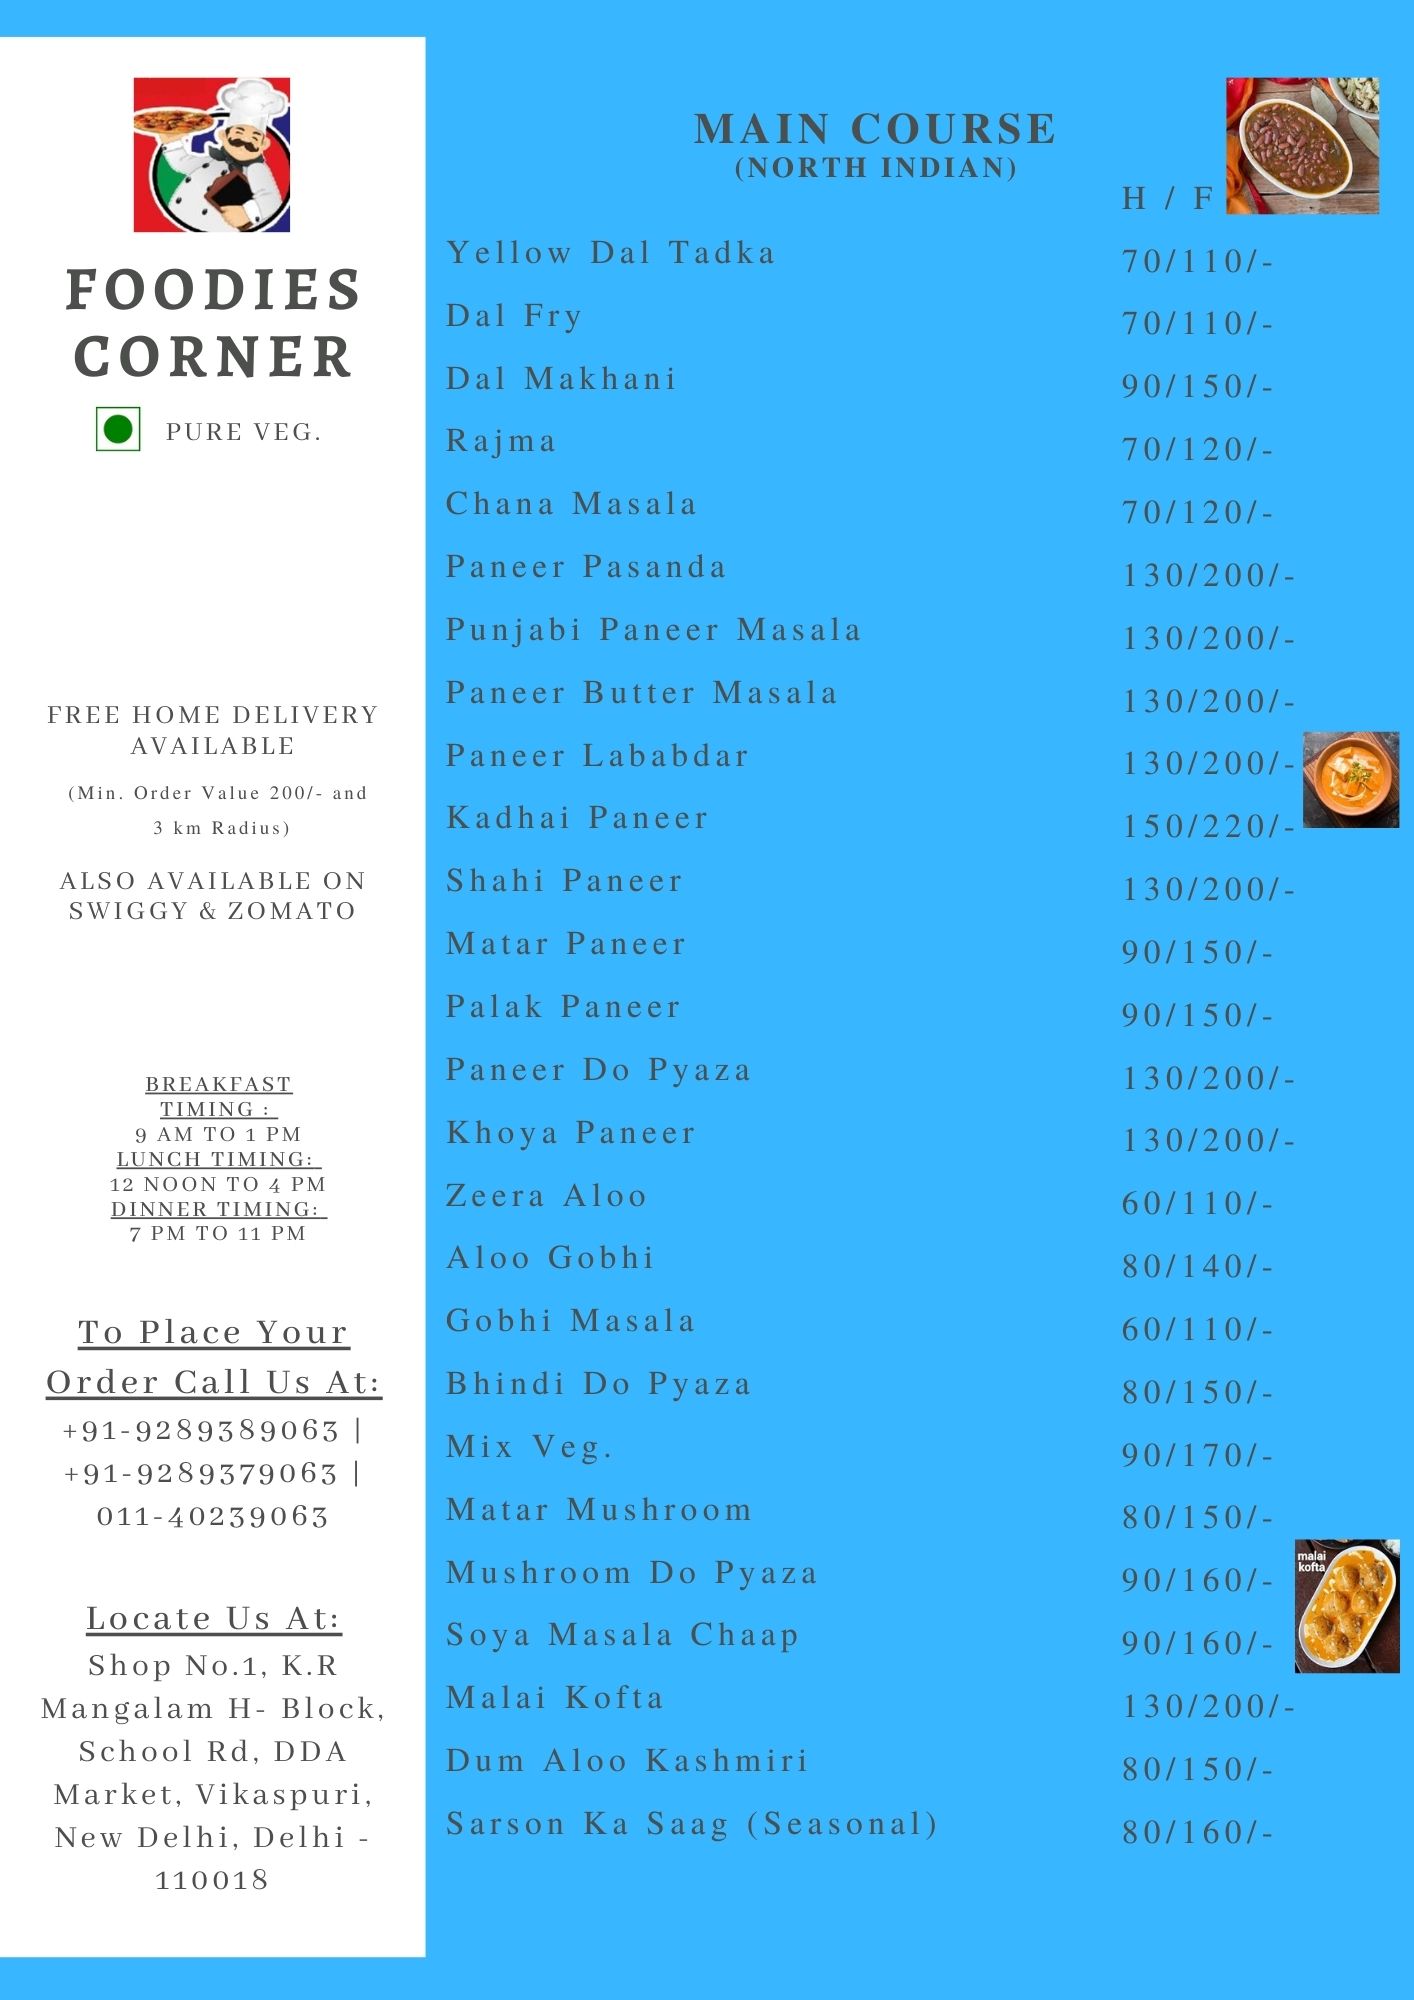 FOODIES
CORNER
PURE VEG.
FREE HOME DELIVERY
AVAILABLE
(Min. Order Value 200/- and
3 km Radius)
ALSO AVAILABLE ON
SWIGGY & ZOMATO
BREAKFAST
TIMING :
9 AM TO 1 PM
LUNCH TIMING:
12 NOON TO 4 PM
DINNER TIMING:
7 PM TO 11 PM
To Place Your
Order Call Us At:
+91-9289389063 |
+91-9289379063 |
011-40239063
Locate Us At:
Shop No.1, K.R
Mangalam H- Block,
School Rd, DDA
Market, Vikaspuri,
New Delhi, Delhi -
110018
MAIN COURSE
(NORTH INDIAN)
H / F
Yellow Dal Tadka 70/110/-
Dal Fry 70/110/-
Dal Makhani 90/150/-
Rajma 70/120/-
Chana Masala 70/120/-
Paneer Pasanda 130/200/-
Punjabi Paneer Masala 130/200/-
Paneer Butter Masala 130/200/-
Paneer Lababdar 130/200/-
Kadhai Paneer 150/220/-
Shahi Paneer 130/200/-
Matar Paneer 90/150/-
Palak Paneer 90/150/-
Paneer Do Pyaza 130/200/-
Khoya Paneer 130/200/-
Zeera Aloo 60/110/-
Aloo Gobhi 80/140/-
Gobhi Masala 60/110/-
Bhindi Do Pyaza 80/150/-
Mix Veg. 90/170/-
Matar Mushroom 80/150/-
Mushroom Do Pyaza 90/160/-
malai
kofta
Soya Masala Chaap 90/160/-
Malai Kofta 130/200/-
Dum Aloo Kashmiri 80/150/-
Sarson Ka Saag (Seasonal) 80/160/-